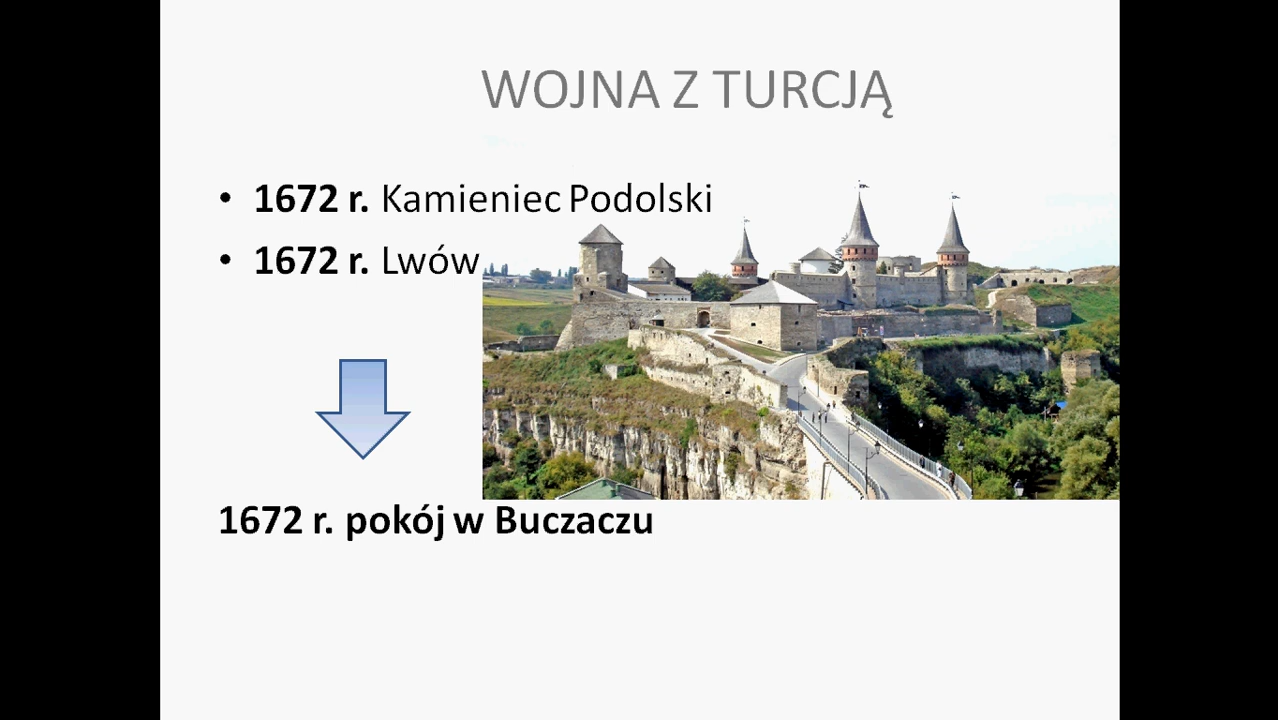 WOJNA Z TURCJĄ
• 1672 r. Kamieniec Podolski
• 1672 r. Lwów
1672 r. pokój w Buczaczu